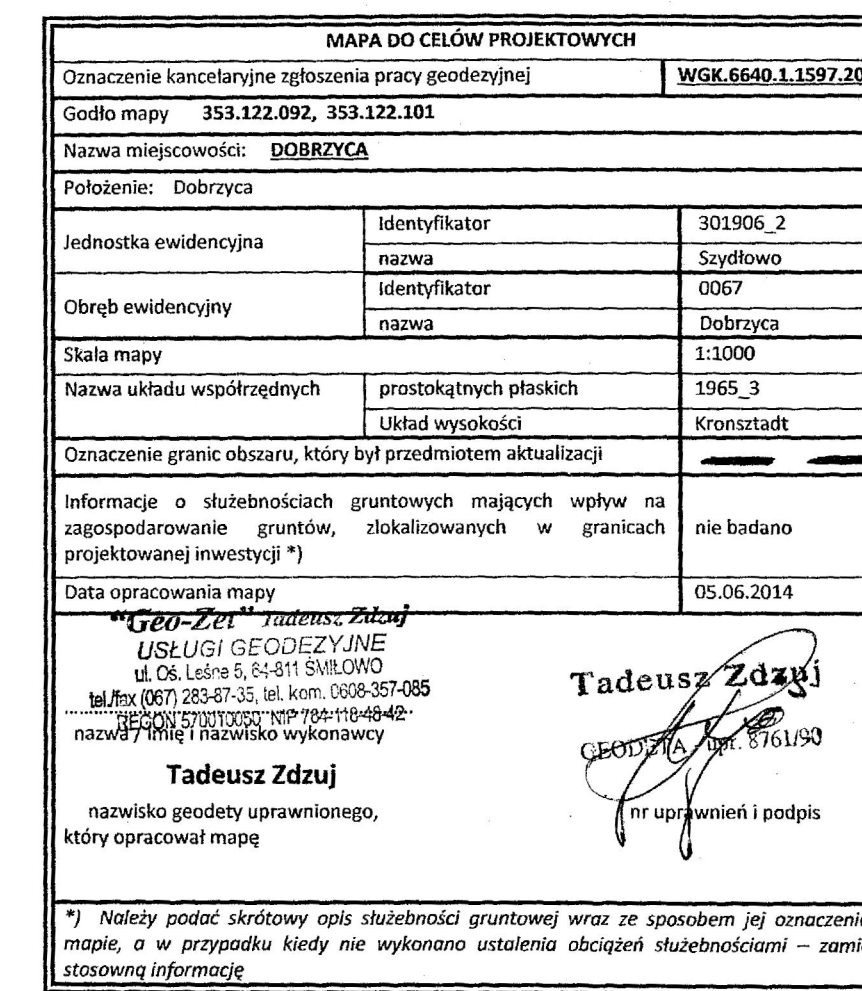 MAPA DO CELÓW PROJEKTOWYCH
Oznaczenie kancelaryjne zgłoszenia pracy geodezyjnej WGK.6640.1.1597.20
Godło mapy 353.122.092, 353.122.101
Nazwa miejscowości: DOBRZYCA
Położenie: Dobrzyca
Jednostka ewidencyjna
Identyfikator 301906_2
nazwa Szydłowo
Obręb ewidencyjny
Identyfikator 0067
nazwa Dobrzyca
Skala mapy 1:1000
Nazwa układu współrzędnych prostokątnych płaskich 1965_3
Układ wysokości Kronsztadt
Oznaczenie granic obszaru, który był przedmiotem aktualizacji
Informacje o służebnościach gruntowych mających wpływ na
zagospodarowanie gruntów, zlokalizowanych w granicach nie badano
projektowanej inwestycji *)
Data opracowania mapy 05.06.2014
"Geo-Zet" Tadeusz Zdzuj
USŁUGI GEODEZYJNE
ul. Oś. Leśne 5, 64-811 ŚMIŁOWO
tel./fax (067) 283-87-35, tel. kom. 0608-357-085
REGON 570010050 NIP 784-118-48-42
nazwa / imię i nazwisko wykonawcy
Tadeusz Zdzuj
nazwisko geodety uprawnionego,
który opracował mapę
Tadeusz Zdzuj
GEODETA - upr. 8761/90
nr uprawnień i podpis
*) Należy podać skrótowy opis służebności gruntowej wraz ze sposobem jej oznaczeni
mapie, a w przypadku kiedy nie wykonano ustalenia obciążeń służebnościami – zami
stosowną informację